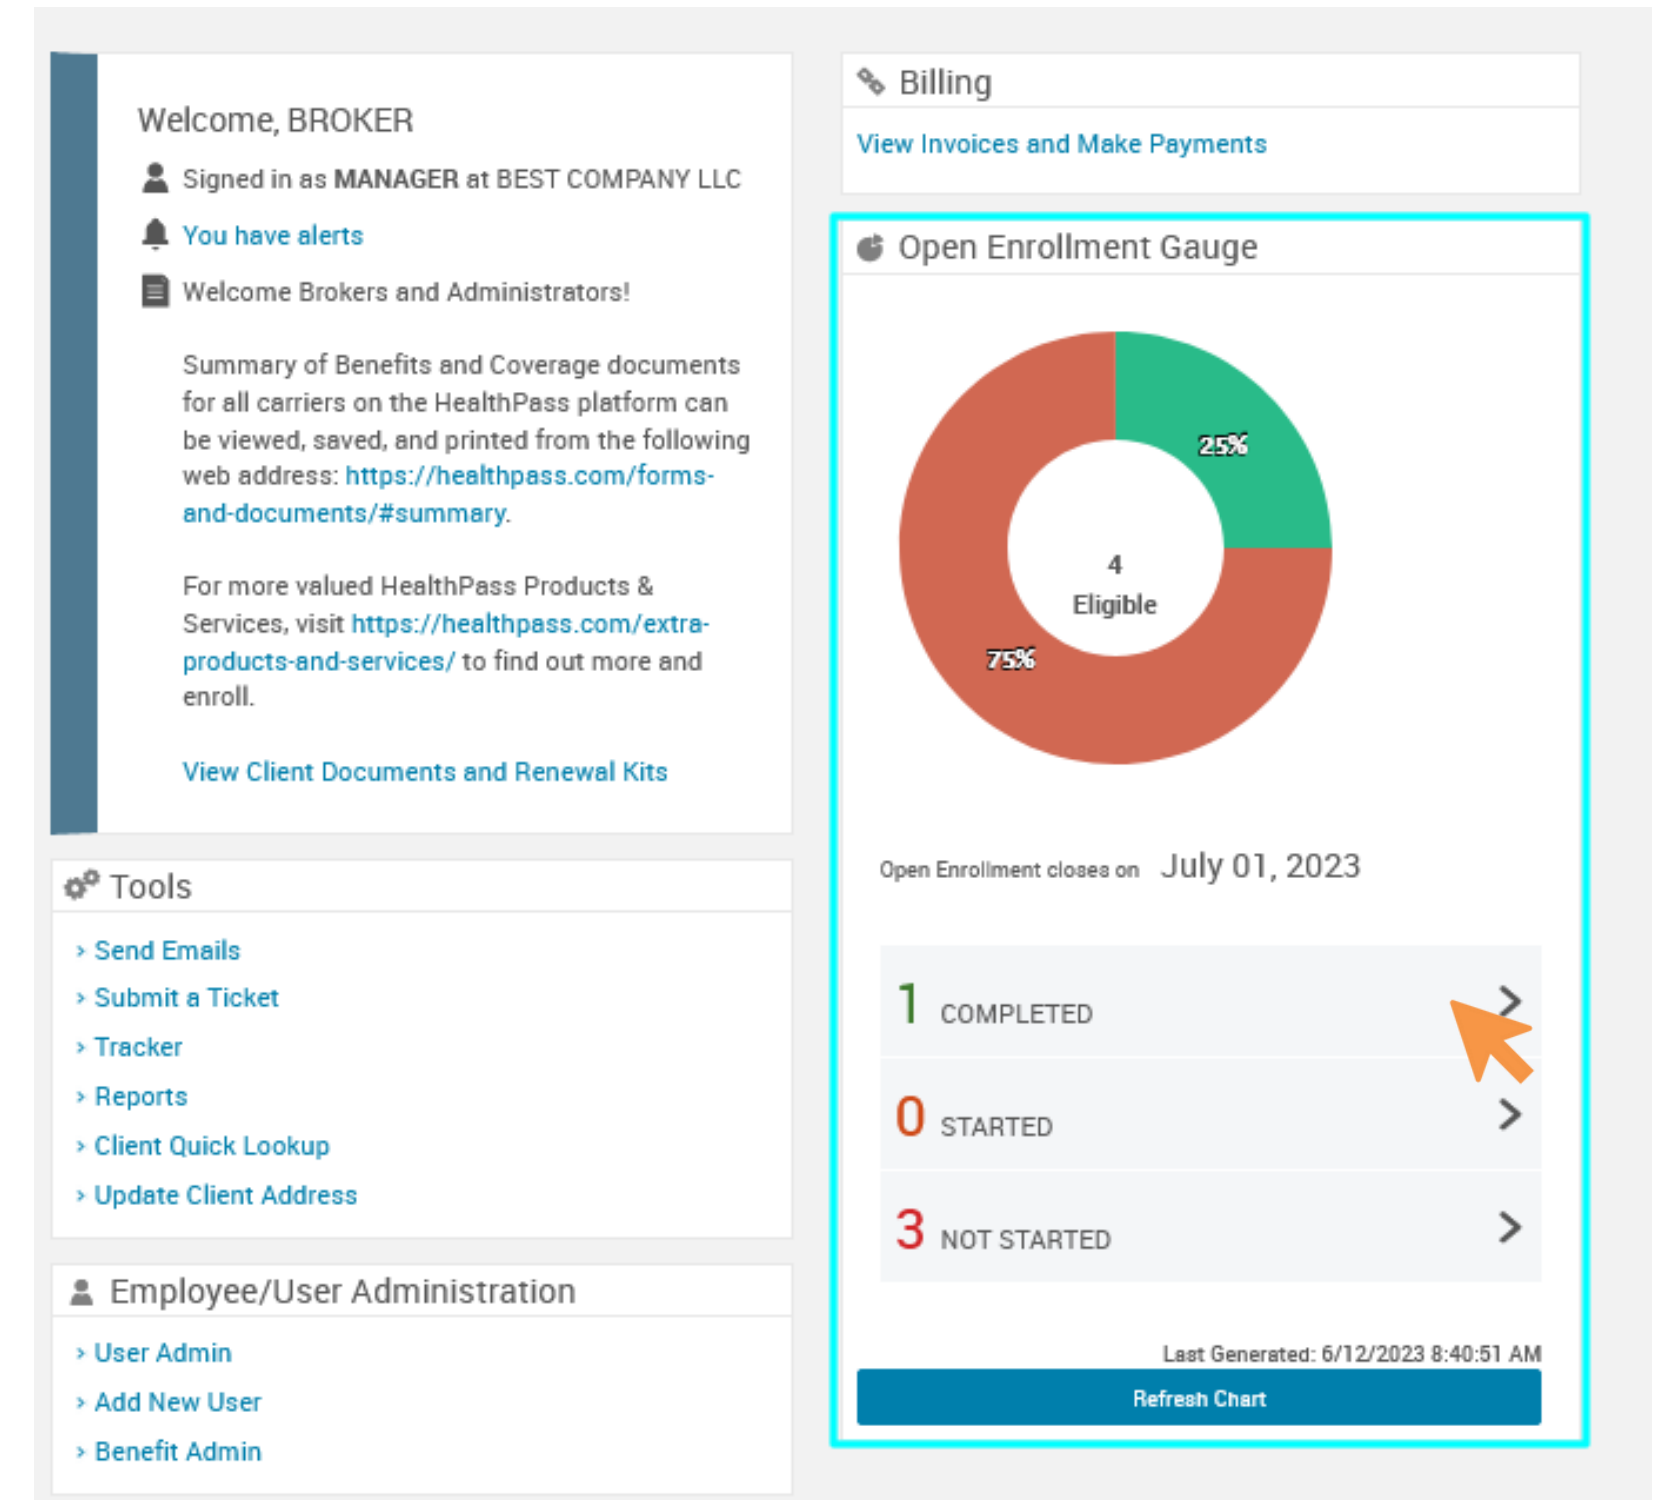 Welcome, BROKER
Signed in as MANAGER at BEST COMPANY LLC
You have alerts
Welcome Brokers and Administrators!
Summary of Benefits and Coverage documents
for all carriers on the HealthPass platform can
be viewed, saved, and printed from the following
web address: https://healthpass.com/forms-
and-documents/#summary.
For more valued HealthPass Products &
Services, visit https://healthpass.com/extra-
products-and-services/ to find out more and
enroll.
View Client Documents and Renewal Kits
Tools
> Send Emails
> Submit a Ticket
> Tracker
> Reports
> Client Quick Lookup
> Update Client Address
Employee/User Administration
> User Admin
> Add New User
> Benefit Admin
Billing
View Invoices and Make Payments
Open Enrollment Gauge
25%
4
Eligible
75%
Open Enrollment closes on July 01, 2023
1 COMPLETED
0 STARTED
3 NOT STARTED
Last Generated: 6/12/2023 8:40:51 AM
Refresh Chart